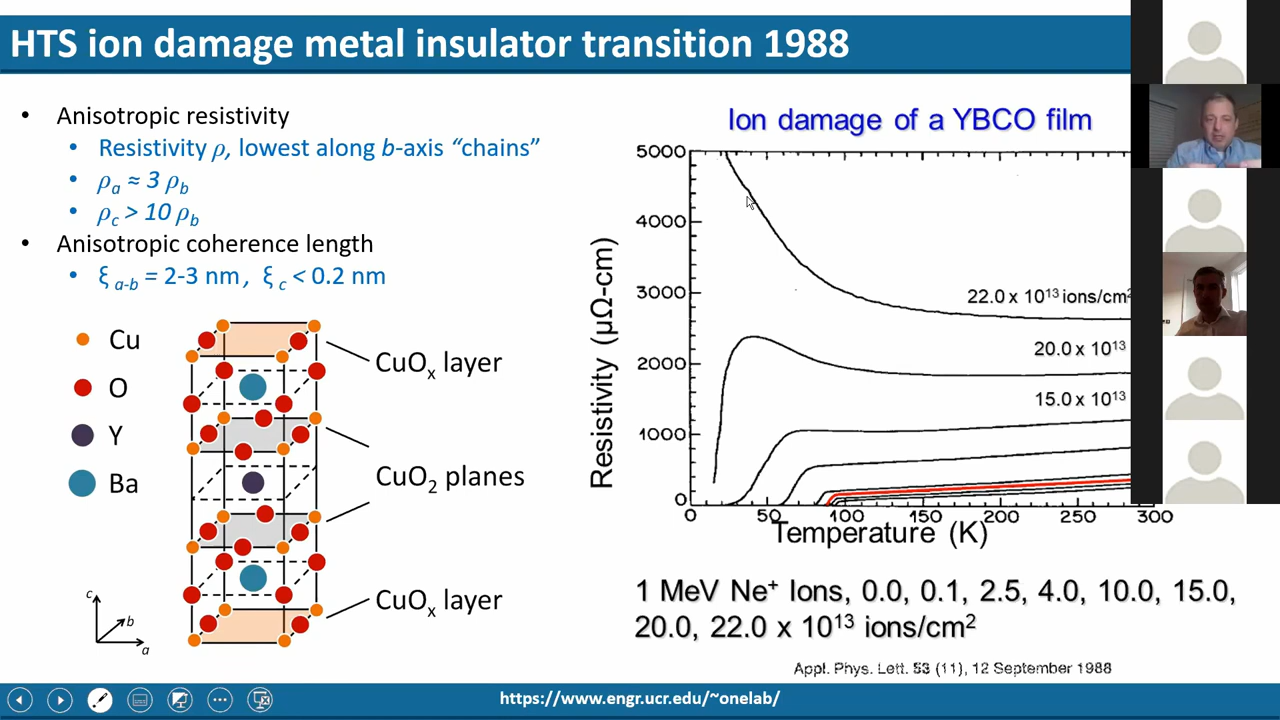 HTS ion damage metal insulator transition 1988
• Anisotropic resistivity
• Resistivity ρ, lowest along b-axis “chains”
• ρa ≈ 3 ρb
• ρc > 10 ρb
• Anisotropic coherence length
• ξ a-b = 2-3 nm, ξ c < 0.2 nm
Cu
O
Y
Ba
CuOx layer
CuO2 planes
CuOx layer
c
b
a
Ion damage of a YBCO film
Resistivity (μΩ-cm)
5000
4000
3000
2000
1000
0
22.0 x 10¹³ ions/cm²
20.0 x 10¹³
15.0 x 10¹³
0 50 100 150 200 250 300
Temperature (K)
1 MeV Ne⁺ Ions, 0.0, 0.1, 2.5, 4.0, 10.0, 15.0,
20.0, 22.0 x 10¹³ ions/cm²
Appl. Phys. Lett. 53 (11), 12 September 1988
https://www.engr.ucr.edu/~onelab/